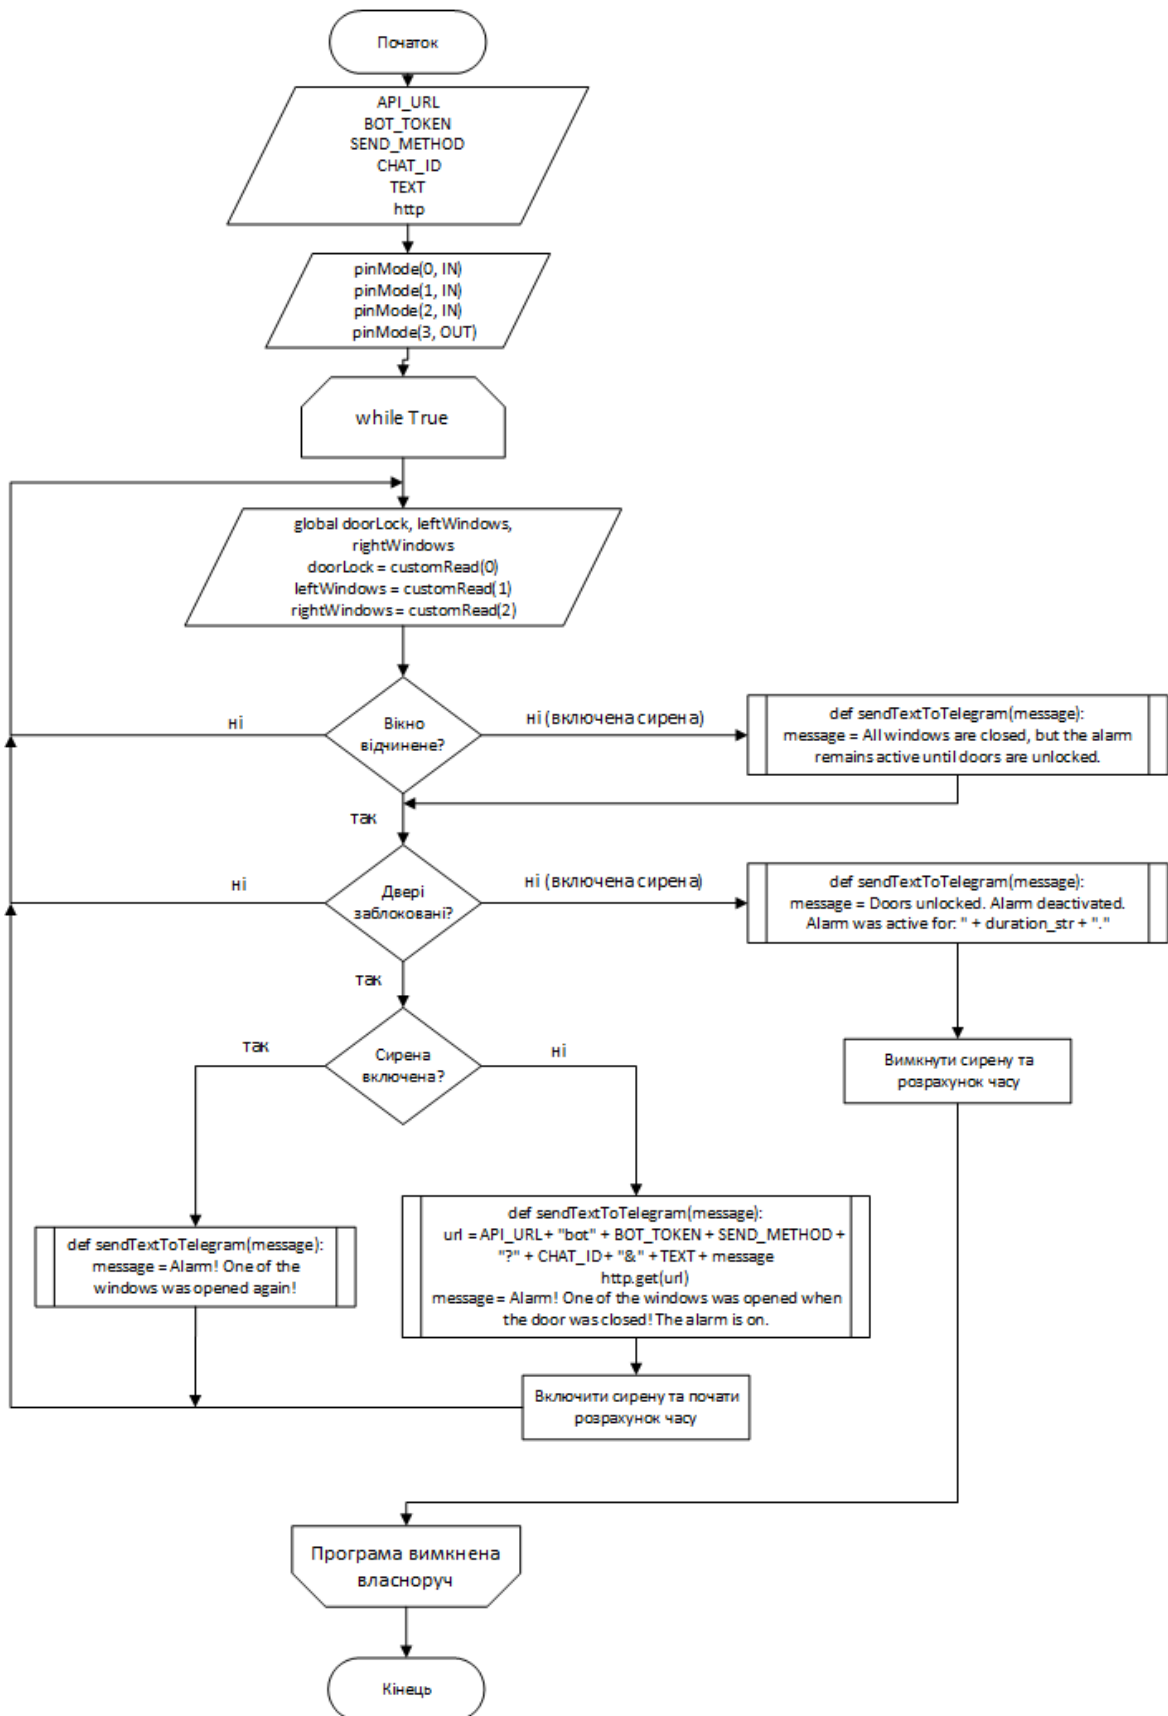 Початок
API_URL
BOT_TOKEN
SEND_METHOD
CHAT_ID
TEXT
http
pinMode(0, IN)
pinMode(1, IN)
pinMode(2, IN)
pinMode(3, OUT)
while True
global doorLock, leftWindows,
rightWindows
doorLock = customRead(0)
leftWindows = customRead(1)
rightWindows = customRead(2)
ні
Вікно
відчинене?
ні (включена сирена)
def sendTextToTelegram(message):
message = All windows are closed, but the alarm
remains active until doors are unlocked.
так
ні
Двері
заблоковані?
ні (включена сирена)
def sendTextToTelegram(message):
message = Doors unlocked. Alarm deactivated.
Alarm was active for: " + duration_str + "."
так
так
Сирена
включена?
ні
Вимкнути сирену та
розрахунок часу
def sendTextToTelegram(message):
message = Alarm! One of the
windows was opened again!
def sendTextToTelegram(message):
url = API_URL + "bot" + BOT_TOKEN + SEND_METHOD +
"?" + CHAT_ID + "&" + TEXT + message
http.get(url)
message = Alarm! One of the windows was opened when
the door was closed! The alarm is on.
Включити сирену та почати
розрахунок часу
Програма вимкнена
власноруч
Кінець